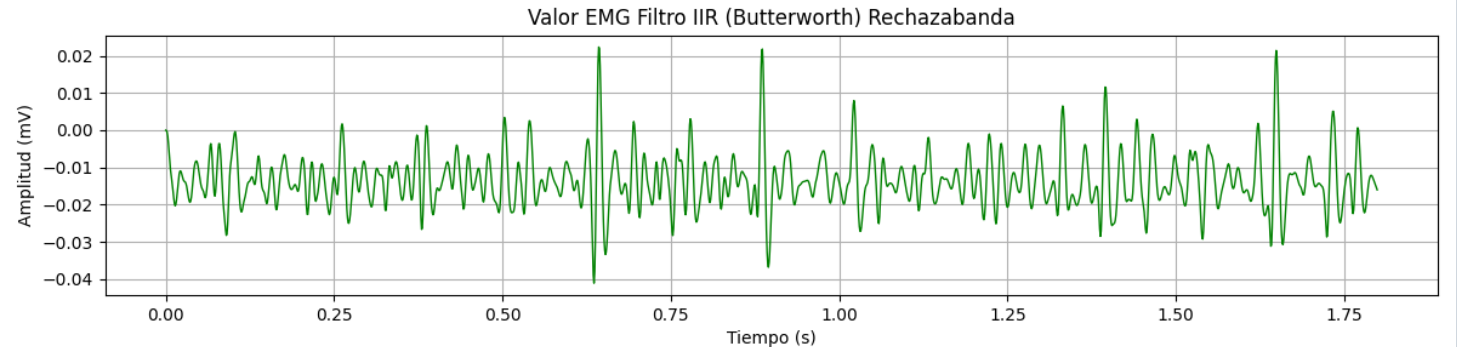 Valor EMG Filtro IIR (Butterworth) Rechazabanda
Amplitud (mV)
0.02
0.01
0.00
−0.01
−0.02
−0.03
−0.04
0.00 0.25 0.50 0.75 1.00 1.25 1.50 1.75
Tiempo (s)